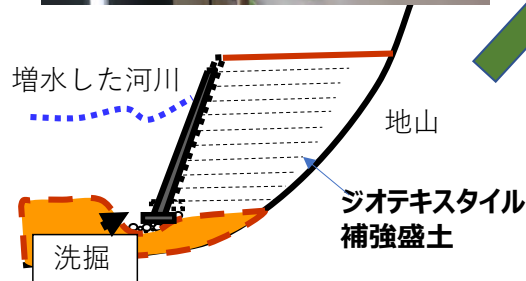 増水した河川
地山
ジオテキスタイル
補強盛土
洗掘